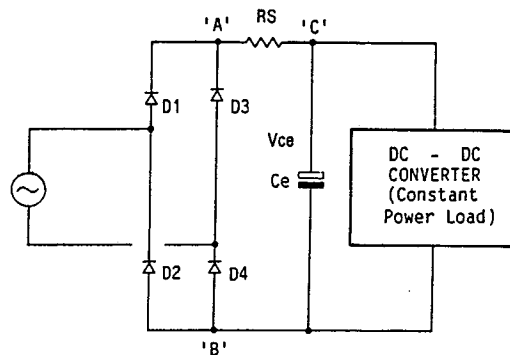 'A'
RS
'C'
D1
D3
Vce
Ce
DC - DC
CONVERTER
(Constant
Power Load)
D2
D4
'B'